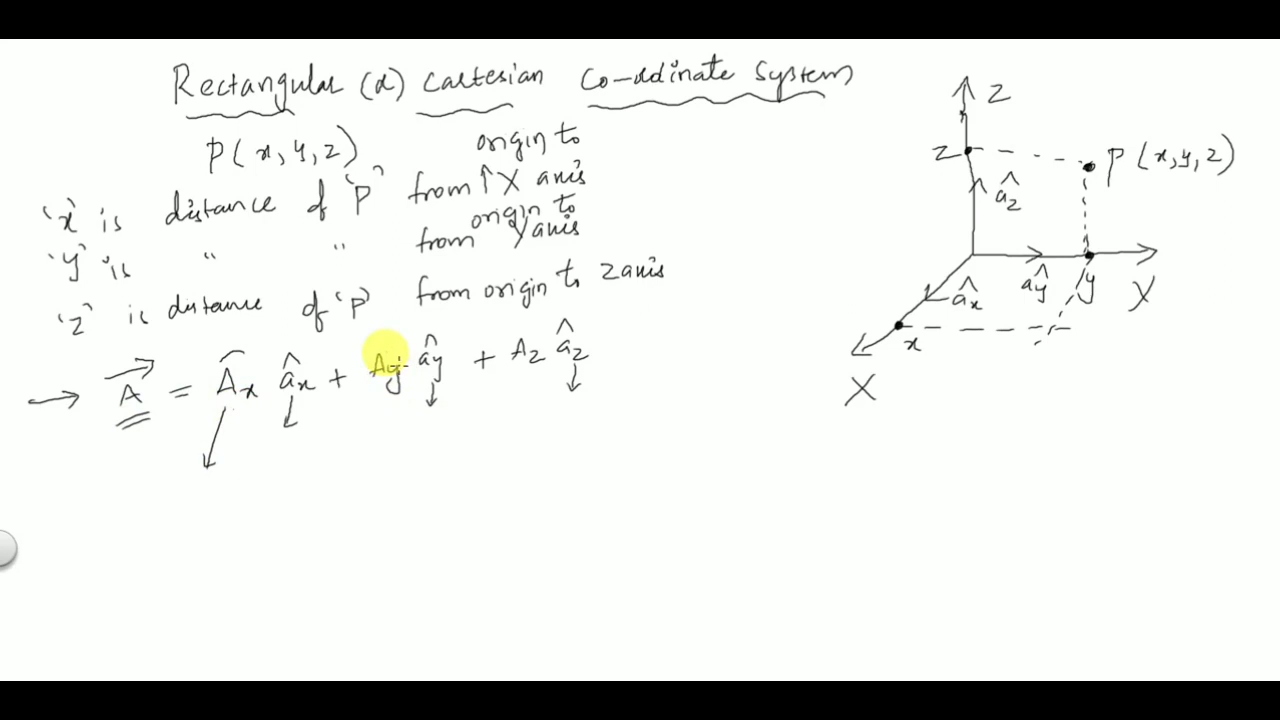 Rectangular (or) Cartesian Co-ordinate System
P(x, y, z)
origin to
'x' is distance of 'P' from ↑ X axis
origin to
'y' is " " from Y axis
'z' is distance of 'P' from origin to z axis
→ A⃗ = Âx âx + Ay ây + Az âz
Z
z
P (x, y, z)
âz
ây
y
Y
âx
x
X